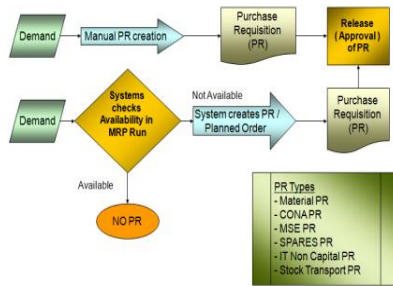 Demand
Manual PR creation
Purchase
Requisition
(PR)
Release
(Approval)
of PR
Demand
Systems
checks
Availability in
MRP Run
Not Available
System creates PR /
Planned Order
Purchase
Requisition
(PR)
Available
NO PR
PR Types
- Material PR
- CONA PR
- MSE PR
- SPARES PR
- IT Non Capital PR
- Stock Transport PR